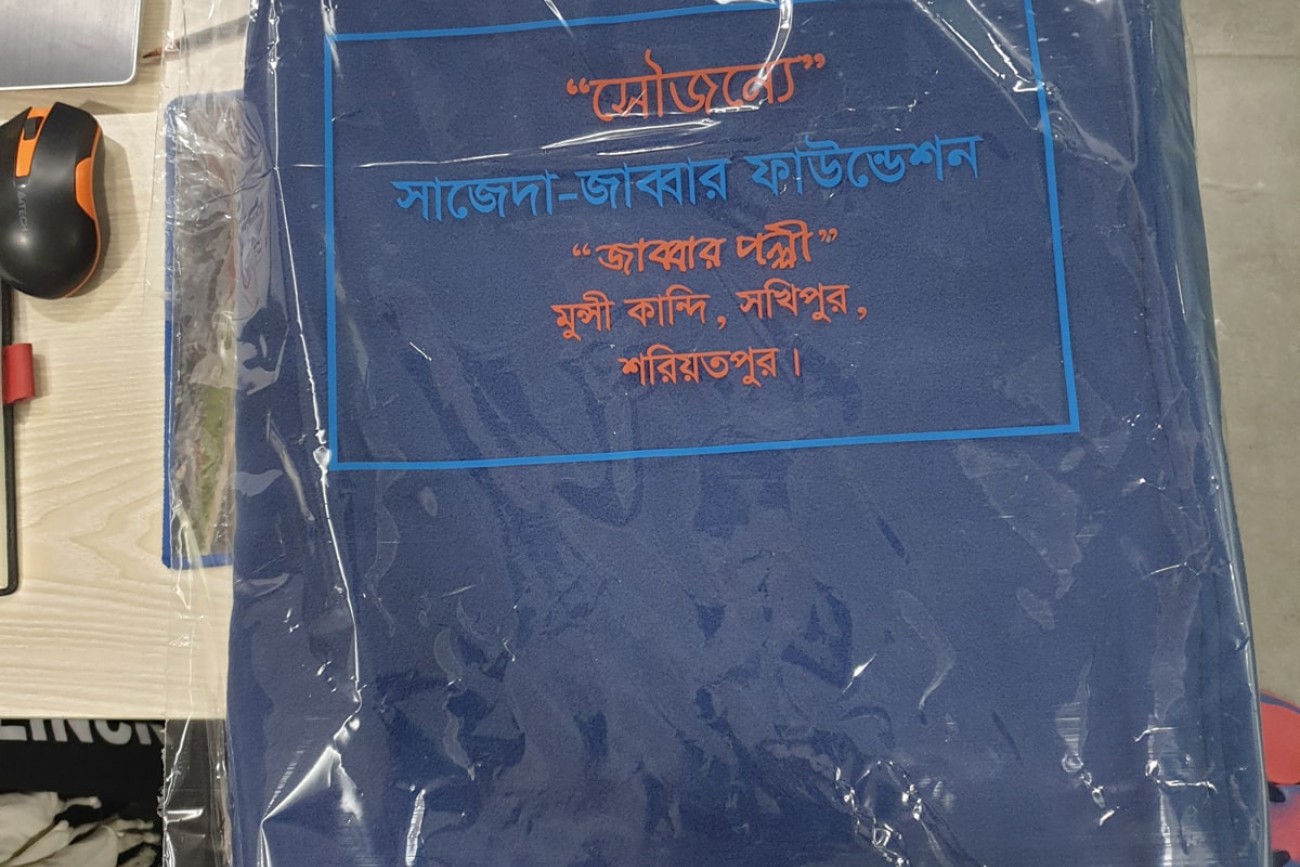 “সৌজন্যে”
সাজেদা-জাব্বার ফাউন্ডেশন
“জাব্বার পল্লী”
মুন্সী কান্দি, সখিপুর,
শরিয়তপুর।